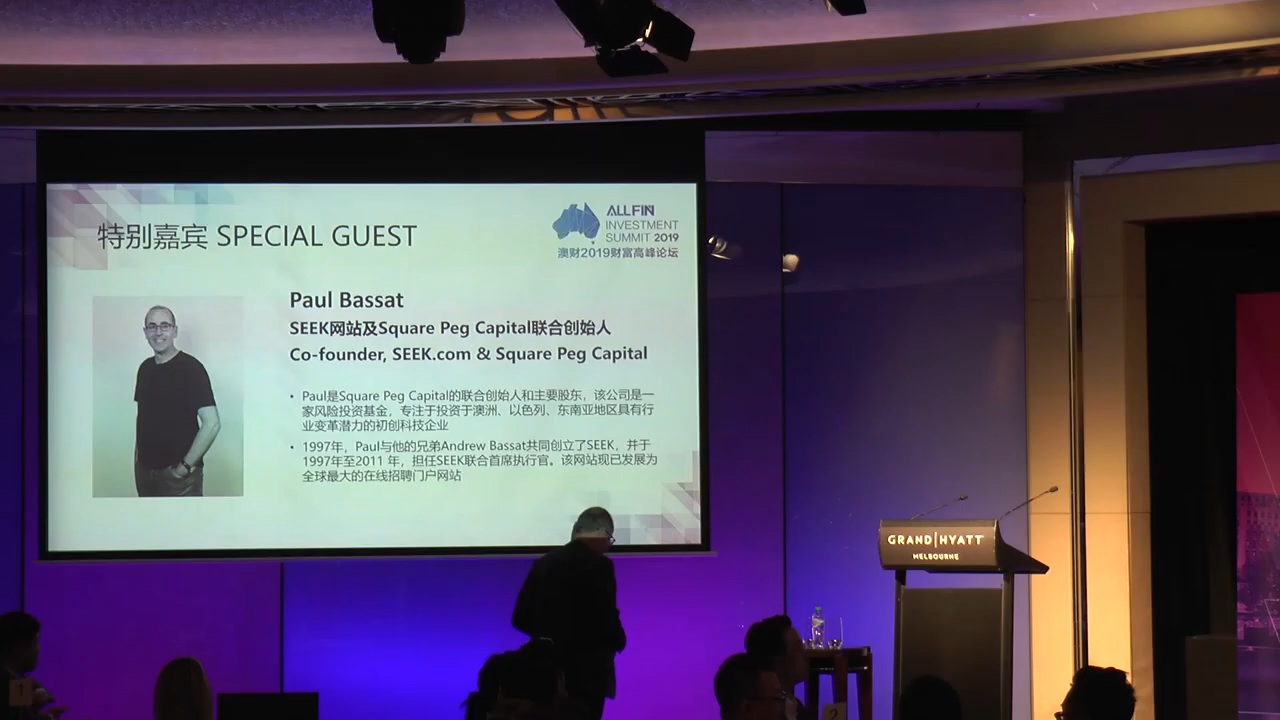 特别嘉宾 SPECIAL GUEST
ALLFIN
INVESTMENT
SUMMIT 2019
澳财2019财富高峰论坛
Paul Bassat
SEEK网站及Square Peg Capital联合创始人
Co-founder, SEEK.com & Square Peg Capital
• Paul是Square Peg Capital的联合创始人和主要股东，该公司是一
家风险投资基金，专注于投资于澳洲、以色列、东南亚地区具有行
业变革潜力的初创科技企业
• 1997年，Paul与他的兄弟Andrew Bassat共同创立了SEEK，并于
1997年至2011 年，担任SEEK联合首席执行官。该网站现已发展为
全球最大的在线招聘门户网站
GRAND|HYATT
MELBOURNE
1
2